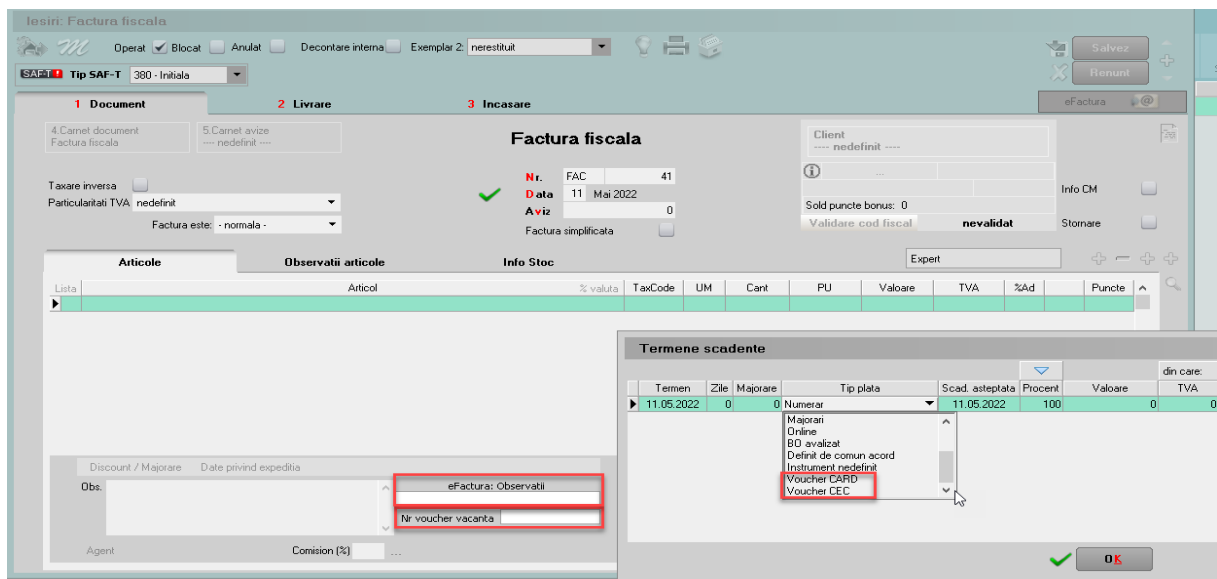 Iesiri: Factura fiscala
Operat Blocat Anulat Decontare interna Exemplar 2: nerestituit Salvez
SAF-T ! Tip SAF-T 380 - Initiala Renunt
1 Document 2 Livrare 3 Incasare eFactura @
4.Carnet document 5.Carnet avize Factura fiscala Client
Factura fiscala ---- nedefinit ---- ---- nedefinit ----
Nr. FAC 41 ...
Taxare inversa Data 11 Mai 2022 Info CM
Particularitati TVA nedefinit Aviz 0 Sold puncte bonus: 0
Factura este: - normala - Factura simplificata Validare cod fiscal nevalidat Stornare
Articole Observatii articole Info Stoc Expert
Lista Articol % valuta TaxCode UM Cant PU Valoare TVA %Ad Puncte
Termene scadente
din care:
Termen Zile Majorare Tip plata Scad. asteptata Procent Valoare TVA
11.05.2022 0 0 Numerar 11.05.2022 100 0 0
Majorari
Online
BO avalizat
Definit de comun acord
Instrument nedefinit
Voucher CARD
Voucher CEC
Discount / Majorare Date privind expeditia
Obs. eFactura: Observatii
Nr voucher vacanta
Agent Comision (%) ...
OK